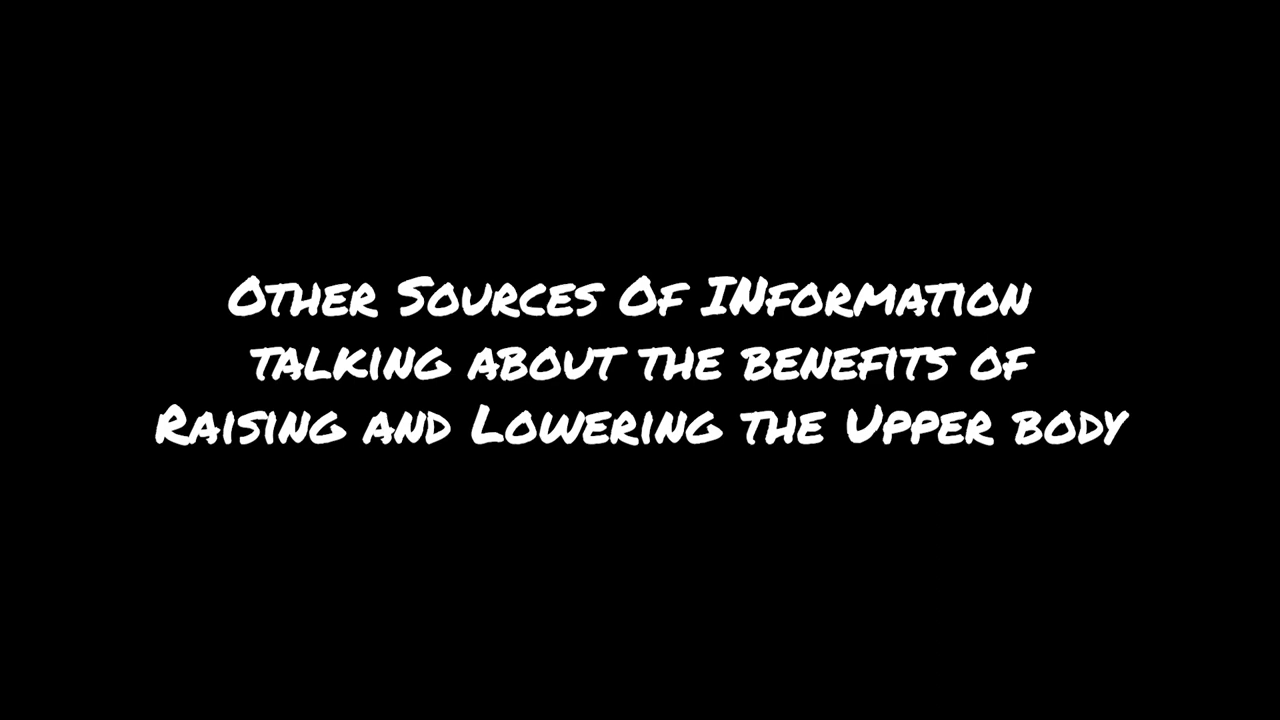 Other Sources Of INformation
talking about the benefits of
Raising and Lowering the Upper body